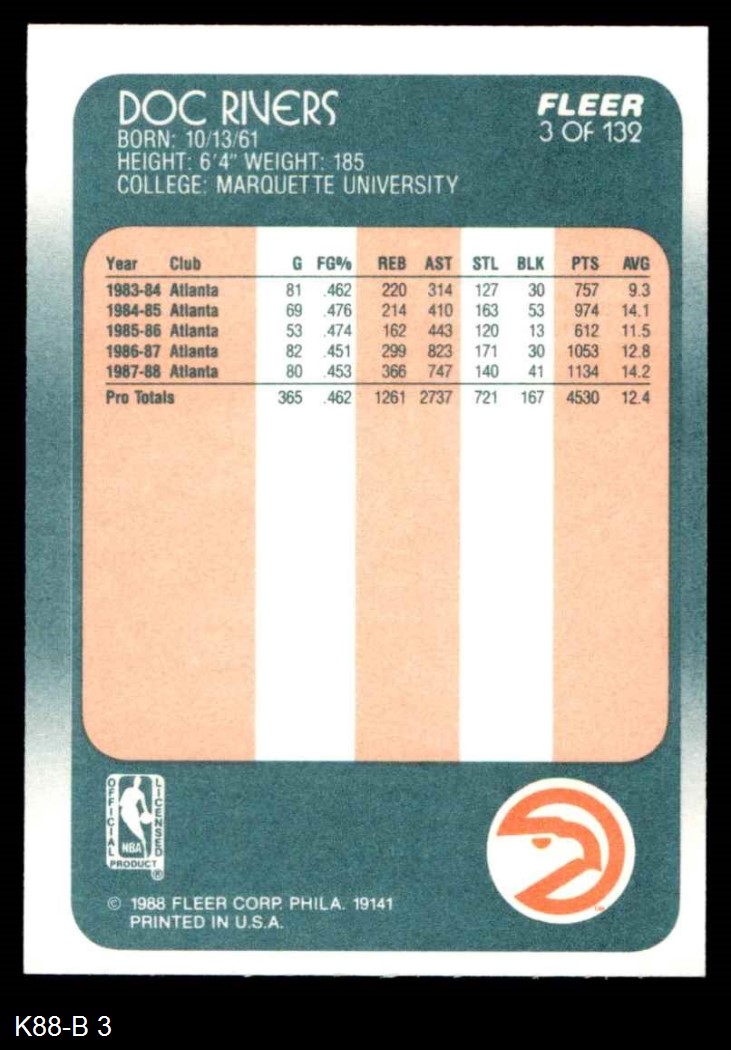 DOC RIVERS
BORN: 10/13/61
HEIGHT: 6'4" WEIGHT: 185
COLLEGE: MARQUETTE UNIVERSITY
FLEER
3 OF 132
Year Club G FG% REB AST STL BLK PTS AVG
1983-84 Atlanta 81 .462 220 314 127 30 757 9.3
1984-85 Atlanta 69 .476 214 410 163 53 974 14.1
1985-86 Atlanta 53 .474 162 443 120 13 612 11.5
1986-87 Atlanta 82 .451 299 823 171 30 1053 12.8
1987-88 Atlanta 80 .453 366 747 140 41 1134 14.2
Pro Totals 365 .462 1261 2737 721 167 4530 12.4
OFFICIAL
LICENSED
NBA
PRODUCT
®
© 1988 FLEER CORP. PHILA. 19141
PRINTED IN U.S.A.
K88-B 3